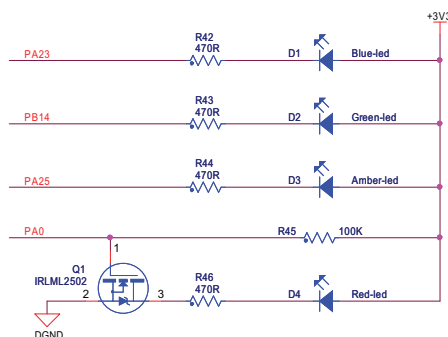 +3V3
R42
470R
PA23
D1
Blue-led
R43
470R
PB14
D2
Green-led
R44
470R
PA25
D3
Amber-led
PA0
R45
100K
1
Q1
IRLML2502
2
3
R46
470R
D4
Red-led
DGND